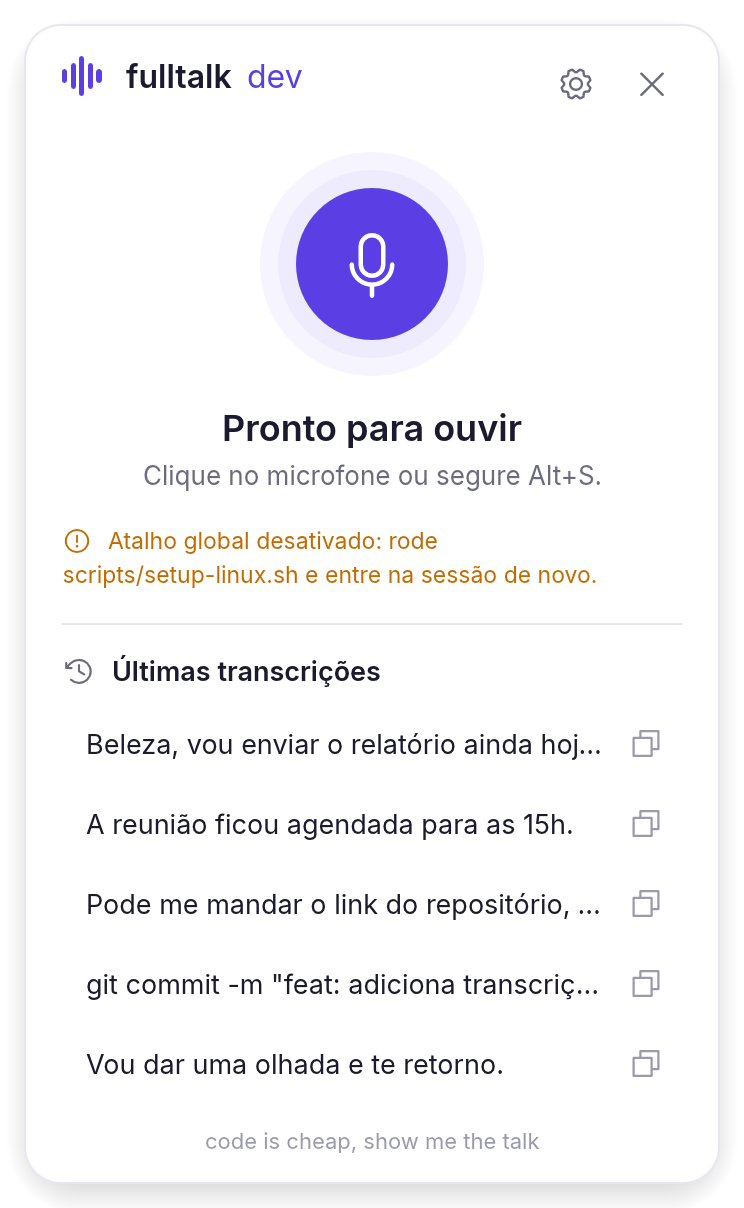 fulltalk dev
Pronto para ouvir
Clique no microfone ou segure Alt+S.
Atalho global desativado: rode
scripts/setup-linux.sh e entre na sessão de novo.
Últimas transcrições
Beleza, vou enviar o relatório ainda hoj...
A reunião ficou agendada para as 15h.
Pode me mandar o link do repositório, ...
git commit -m "feat: adiciona transcriç...
Vou dar uma olhada e te retorno.
code is cheap, show me the talk